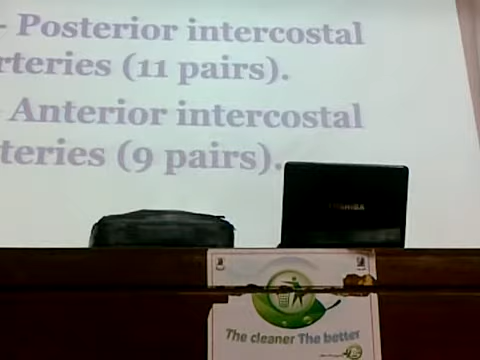 - Posterior intercostal
rteries (11 pairs).
- Anterior intercostal
teries (9 pairs).
TOSHIBA
The cleaner The better